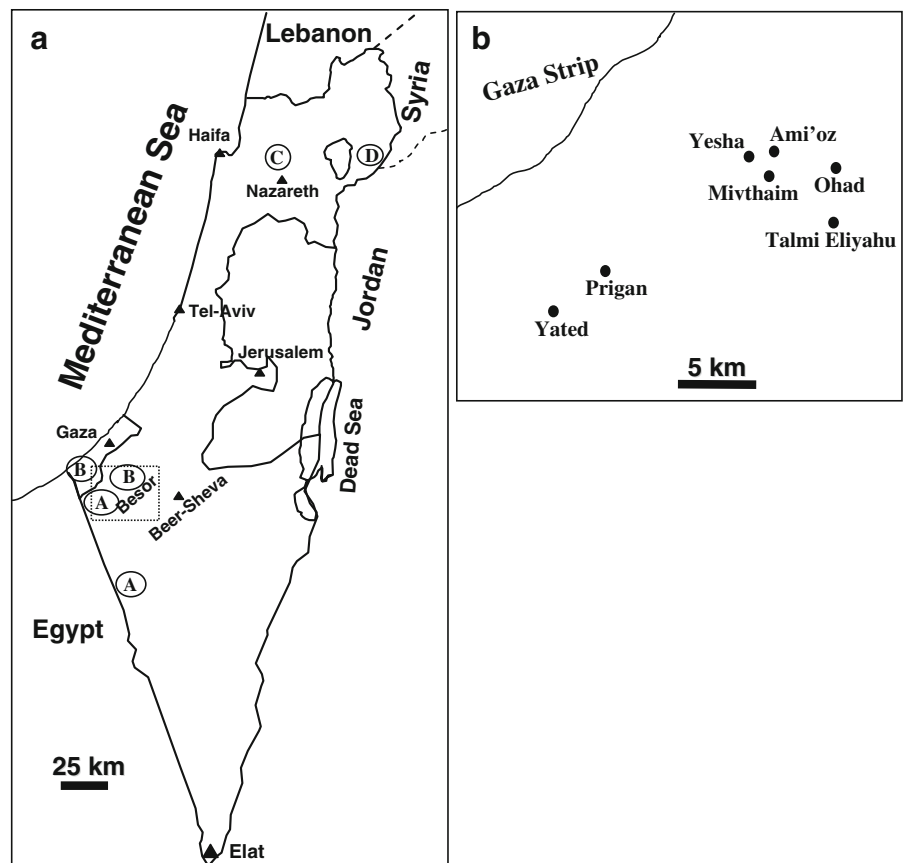 a
Lebanon
Syria
Mediterranean Sea
Haifa
C
D
Nazareth
Jordan
Tel-Aviv
Jerusalem
Dead Sea
Gaza
B
B
A
Besor
Beer-Sheva
A
Egypt
25 km
Elat
b
Gaza Strip
Yesha
Ami'oz
Mivthaim
Ohad
Talmi Eliyahu
Prigan
Yated
5 km